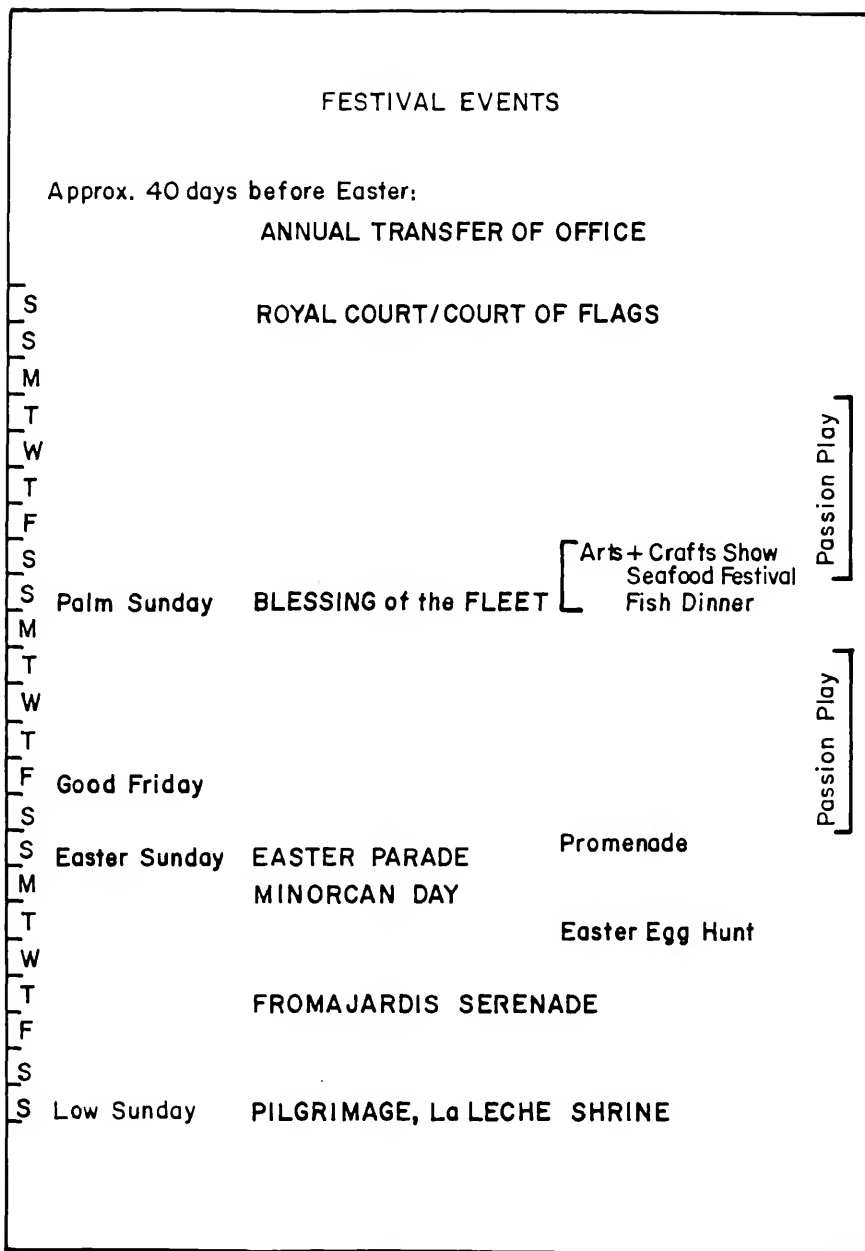 FESTIVAL EVENTS
Approx. 40 days before Easter:
ANNUAL TRANSFER OF OFFICE
S ROYAL COURT/COURT OF FLAGS
S
M
T
W
T
F
Passion Play
S Arts + Crafts Show
Seafood Festival
S Palm Sunday BLESSING of the FLEET Fish Dinner
M
T
W
T
F Good Friday
Passion Play
S
Promenade
S Easter Sunday EASTER PARADE
M MINORCAN DAY
T Easter Egg Hunt
W
T FROMAJARDIS SERENADE
F
S
S Low Sunday PILGRIMAGE, La LECHE SHRINE